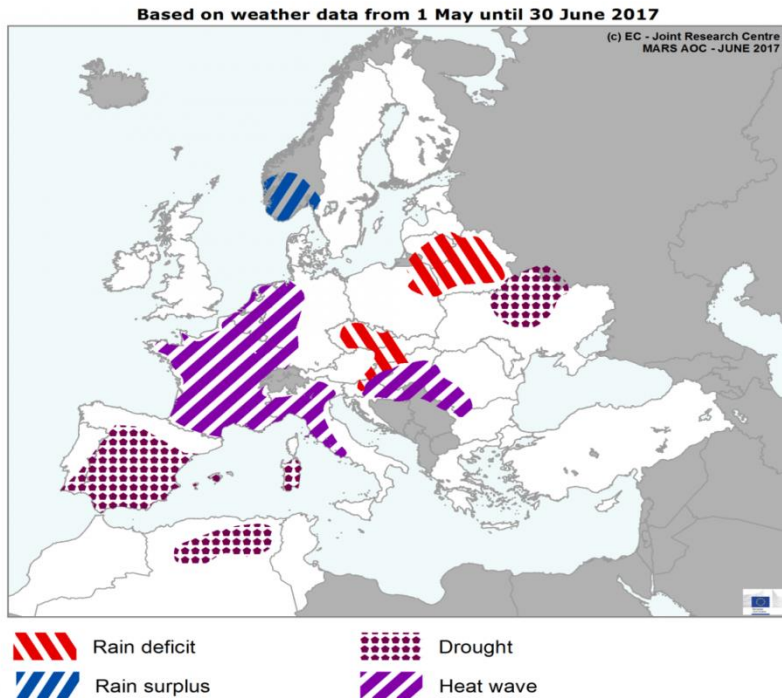 Based on weather data from 1 May until 30 June 2017
(c) EC - Joint Research Centre
MARS AOC - JUNE 2017
Rain deficit
Drought
Rain surplus
Heat wave